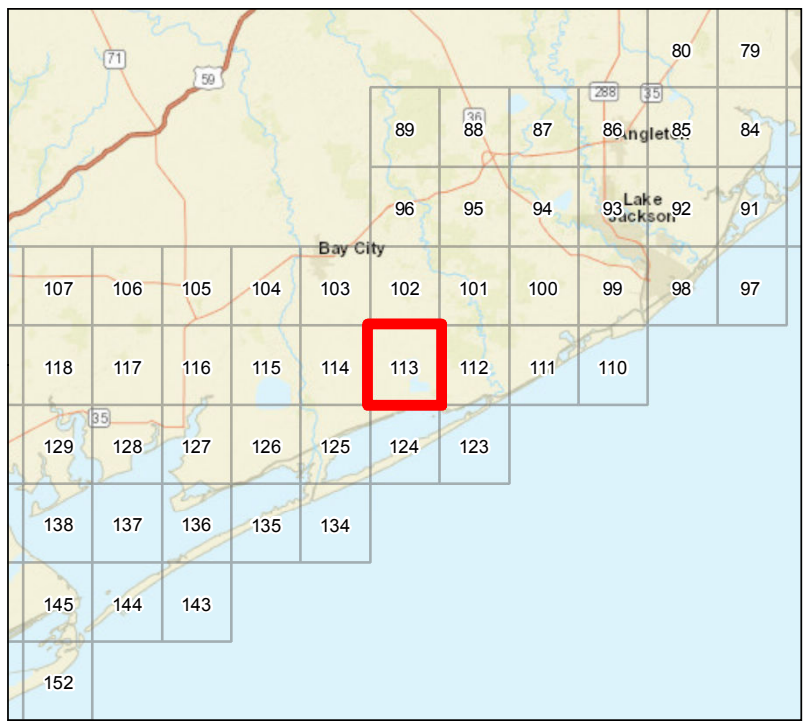 80 79
71
59
288 35
89 36 88 87 86 Angleton 85 84
96 95 94 93 Lake Jackson 92 91
Bay City
107 106 105 104 103 102 101 100 99 98 97
118 117 116 115 114 113 112 111 110
35
129 128 127 126 125 124 123
138 137 136 135 134
145 144 143
152